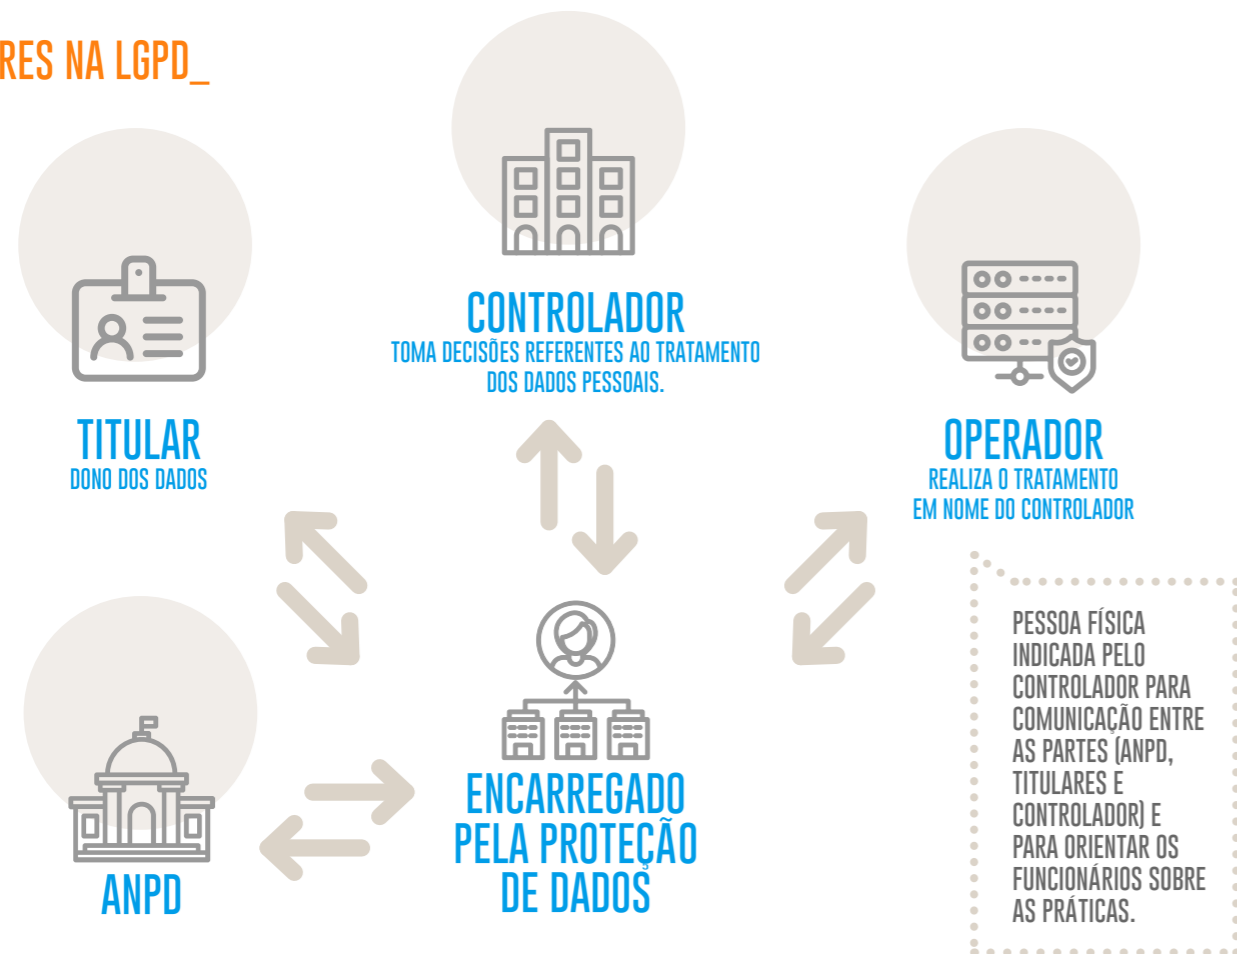 RES NA LGPD_
CONTROLADOR
TOMA DECISÕES REFERENTES AO TRATAMENTO
DOS DADOS PESSOAIS.
TITULAR
DONO DOS DADOS
OPERADOR
REALIZA O TRATAMENTO
EM NOME DO CONTROLADOR
ANPD
ENCARREGADO
PELA PROTEÇÃO
DE DADOS
PESSOA FÍSICA
INDICADA PELO
CONTROLADOR PARA
COMUNICAÇÃO ENTRE
AS PARTES (ANPD,
TITULARES E
CONTROLADOR) E
PARA ORIENTAR OS
FUNCIONÁRIOS SOBRE
AS PRÁTICAS.